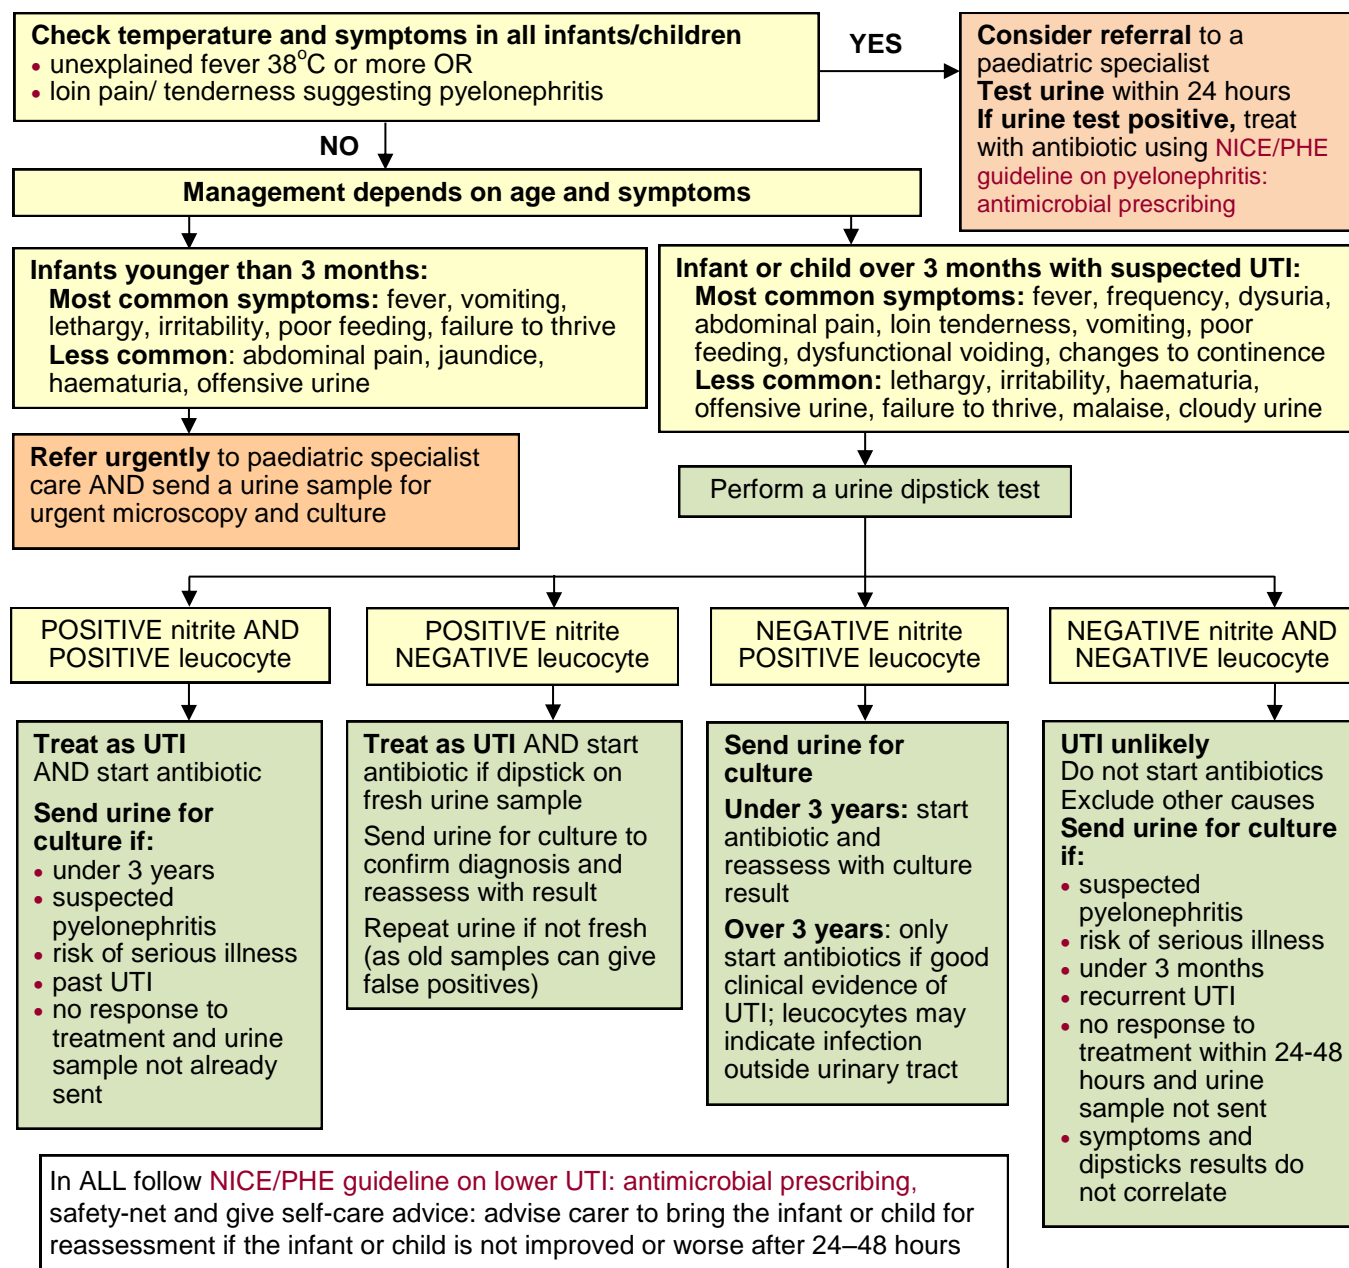 Check temperature and symptoms in all infants/children
• unexplained fever 38°C or more OR
• loin pain/ tenderness suggesting pyelonephritis
YES
Consider referral to a
paediatric specialist
Test urine within 24 hours
If urine test positive, treat
with antibiotic using NICE/PHE
guideline on pyelonephritis:
antimicrobial prescribing
NO
Management depends on age and symptoms
Infants younger than 3 months:
Most common symptoms: fever, vomiting,
lethargy, irritability, poor feeding, failure to thrive
Less common: abdominal pain, jaundice,
haematuria, offensive urine
Infant or child over 3 months with suspected UTI:
Most common symptoms: fever, frequency, dysuria,
abdominal pain, loin tenderness, vomiting, poor
feeding, dysfunctional voiding, changes to continence
Less common: lethargy, irritability, haematuria,
offensive urine, failure to thrive, malaise, cloudy urine
Refer urgently to paediatric specialist
care AND send a urine sample for
urgent microscopy and culture
Perform a urine dipstick test
POSITIVE nitrite AND
POSITIVE leucocyte
POSITIVE nitrite
NEGATIVE leucocyte
NEGATIVE nitrite
POSITIVE leucocyte
NEGATIVE nitrite AND
NEGATIVE leucocyte
Treat as UTI
AND start antibiotic
Send urine for
culture if:
• under 3 years
• suspected
pyelonephritis
• risk of serious illness
• past UTI
• no response to
treatment and urine
sample not already
sent
Treat as UTI AND start
antibiotic if dipstick on
fresh urine sample
Send urine for culture to
confirm diagnosis and
reassess with result
Repeat urine if not fresh
(as old samples can give
false positives)
Send urine for
culture
Under 3 years: start
antibiotic and
reassess with culture
result
Over 3 years: only
start antibiotics if good
clinical evidence of
UTI; leucocytes may
indicate infection
outside urinary tract
UTI unlikely
Do not start antibiotics
Exclude other causes
Send urine for culture
if:
• suspected
pyelonephritis
• risk of serious illness
• under 3 months
• recurrent UTI
• no response to
treatment within 24-48
hours and urine
sample not sent
• symptoms and
dipsticks results do
not correlate
In ALL follow NICE/PHE guideline on lower UTI: antimicrobial prescribing,
safety-net and give self-care advice: advise carer to bring the infant or child for
reassessment if the infant or child is not improved or worse after 24–48 hours